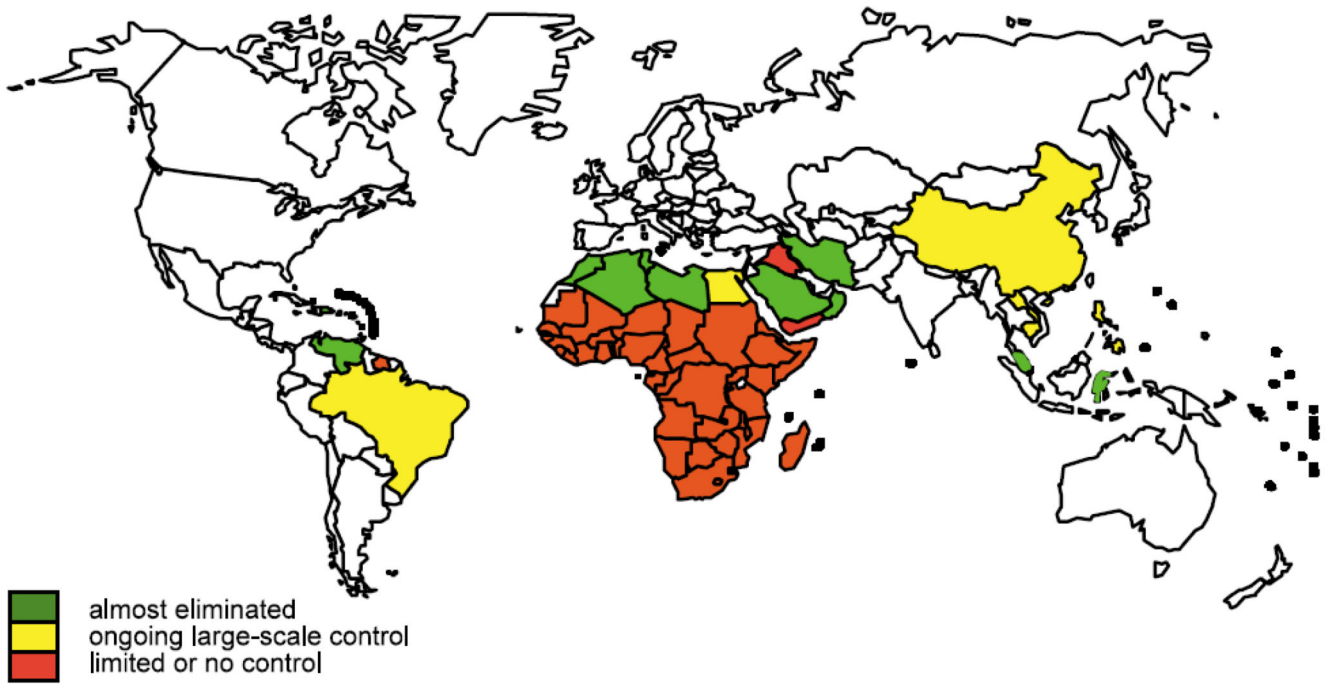 almost eliminated
ongoing large-scale control
limited or no control